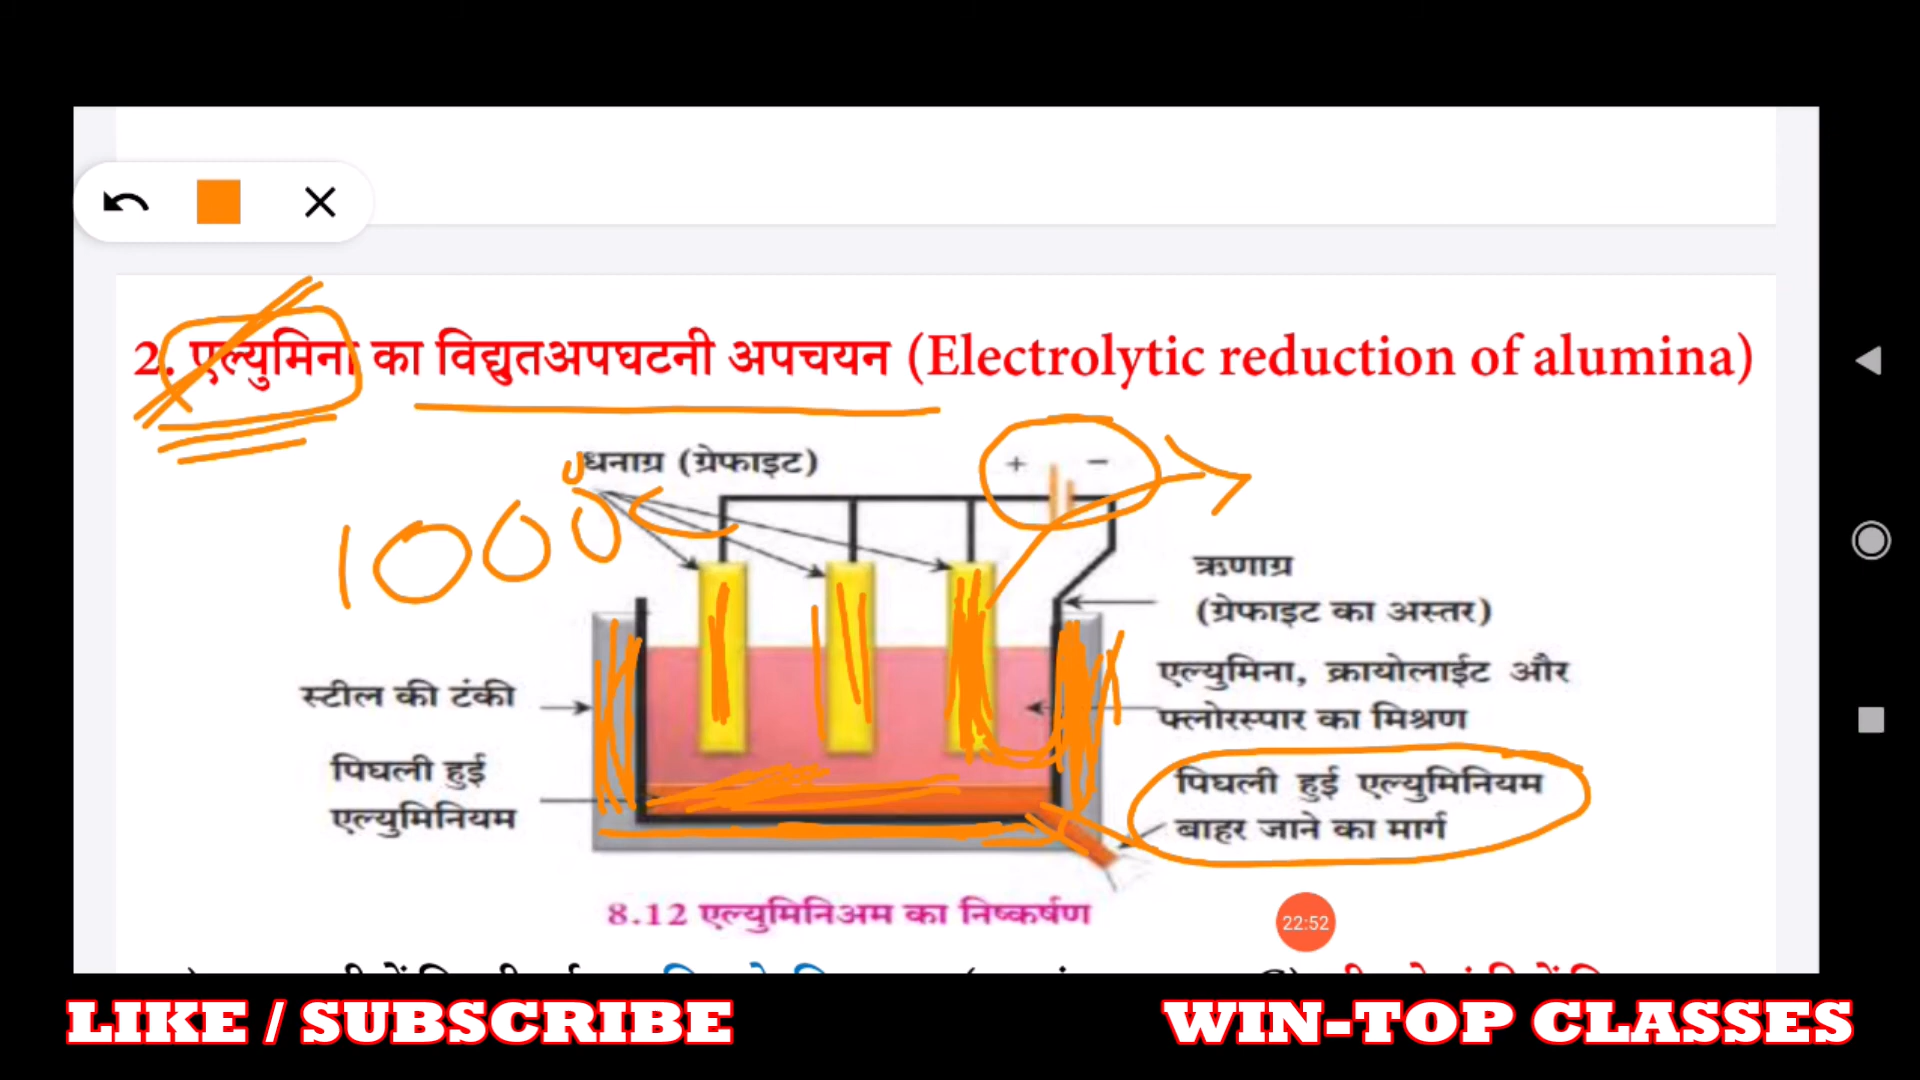 2. एल्युमिना का विद्युतअपघटनी अपचयन (Electrolytic reduction of alumina)
धनाग्र (ग्रेफाइट)
+ −
1000°C
ऋणाग्र
(ग्रेफाइट का अस्तर)
एल्युमिना, क्रायोलाईट और
फ्लोरस्पार का मिश्रण
स्टील की टंकी
पिघली हुई
एल्युमिनियम
पिघली हुई एल्युमिनियम
बाहर जाने का मार्ग
8.12 एल्युमिनिअम का निष्कर्षण
22:52
LIKE / SUBSCRIBE
WIN-TOP CLASSES